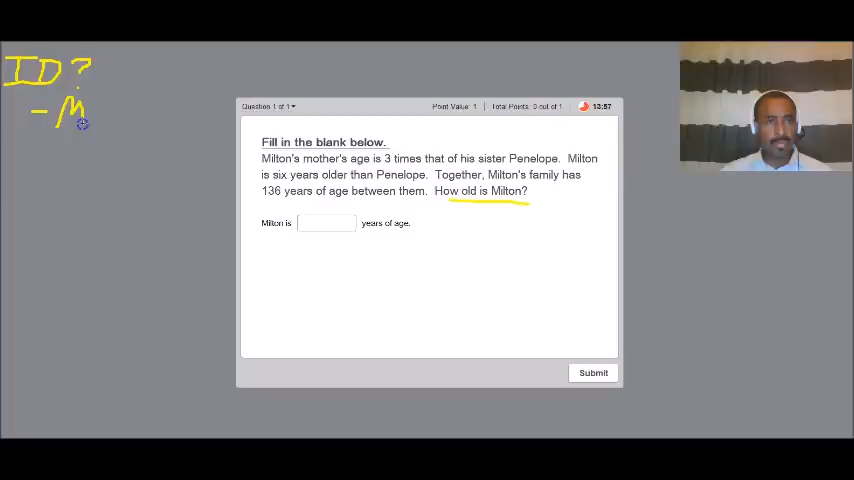 ID?
- M
Question 1 of 1
Point Value: 1 | Total Points: 0 out of 1 | 13:57
Fill in the blank below.
Milton's mother's age is 3 times that of his sister Penelope. Milton
is six years older than Penelope. Together, Milton's family has
136 years of age between them. How old is Milton?
Milton is years of age.
Submit